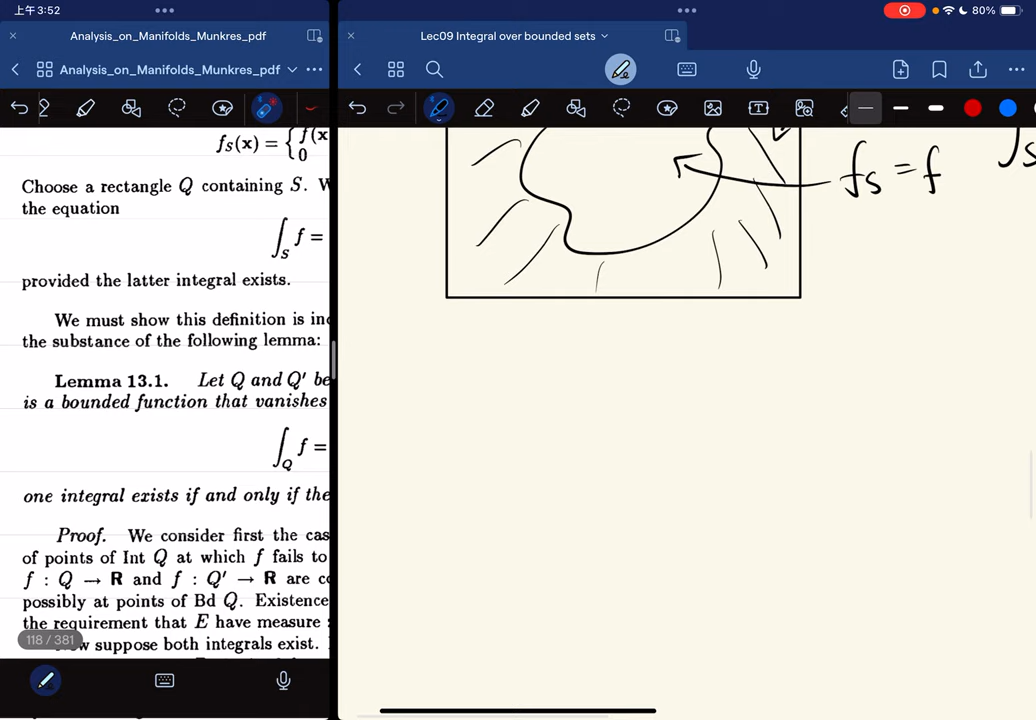 上午3:52
80%
Analysis_on_Manifolds_Munkres_pdf
Lec09 Integral over bounded sets
Analysis_on_Manifolds_Munkres_pdf
T
fS(x) = { f(x
0
Choose a rectangle Q containing S. W
the equation
∫S f =
provided the latter integral exists.
We must show this definition is ind
the substance of the following lemma:
Lemma 13.1. Let Q and Q′ be
is a bounded function that vanishes
∫Q f =
one integral exists if and only if the
Proof. We consider first the cas
of points of Int Q at which f fails to
f : Q → R and f : Q′ → R are co
possibly at points of Bd Q. Existence
the requirement that E have measure
suppose both integrals exist.
118 / 381
fS = f
∫S